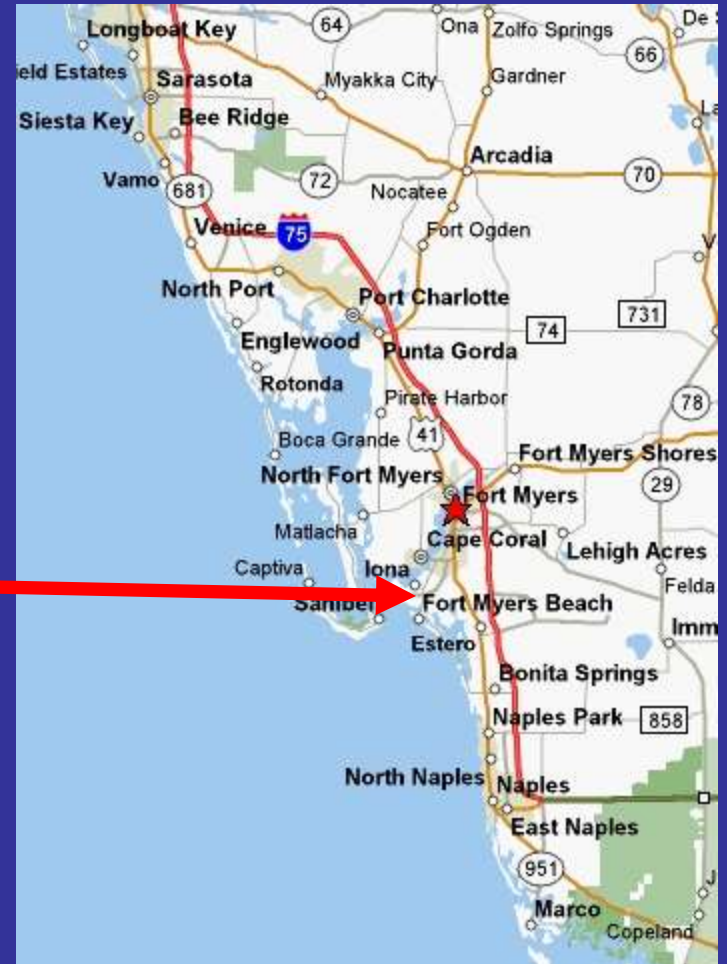 Longboat Key
64
Ona
Zolfo Springs
De
66
ield Estates
Sarasota
Myakka City
Gardner
La
Siesta Key
Bee Ridge
Arcadia
Vamo
681
72
Nocatee
70
Venice
75
Fort Ogden
V
North Port
Port Charlotte
731
Englewood
74
Punta Gorda
Rotonda
Pirate Harbor
78
Boca Grande
41
Fort Myers Shores
North Fort Myers
29
Fort Myers
Matlacha
Cape Coral
Lehigh Acres
Captiva
Iona
Felda
Sanibel
Fort Myers Beach
Imm
Estero
Bonita Springs
Naples Park
858
North Naples
Naples
East Naples
951
J
Marco
Copeland